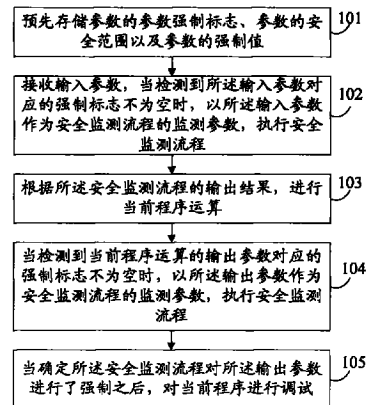 预先存储参数的参数强制标志、参数的安
全范围以及参数的强制值
101
接收输入参数，当检测到所述输入参数对
应的强制标志不为空时，以所述输入参数
作为安全监测流程的监测参数，执行安全
监测流程
102
根据所述安全监测流程的输出结果，进行
当前程序运算
103
当检测到当前程序运算的输出参数对应的
强制标志不为空时，以所述输出参数作为
安全监测流程的监测参数，执行安全监测
流程
104
当确定所述安全监测流程对所述输出参数
进行了强制之后，对当前程序进行调试
105